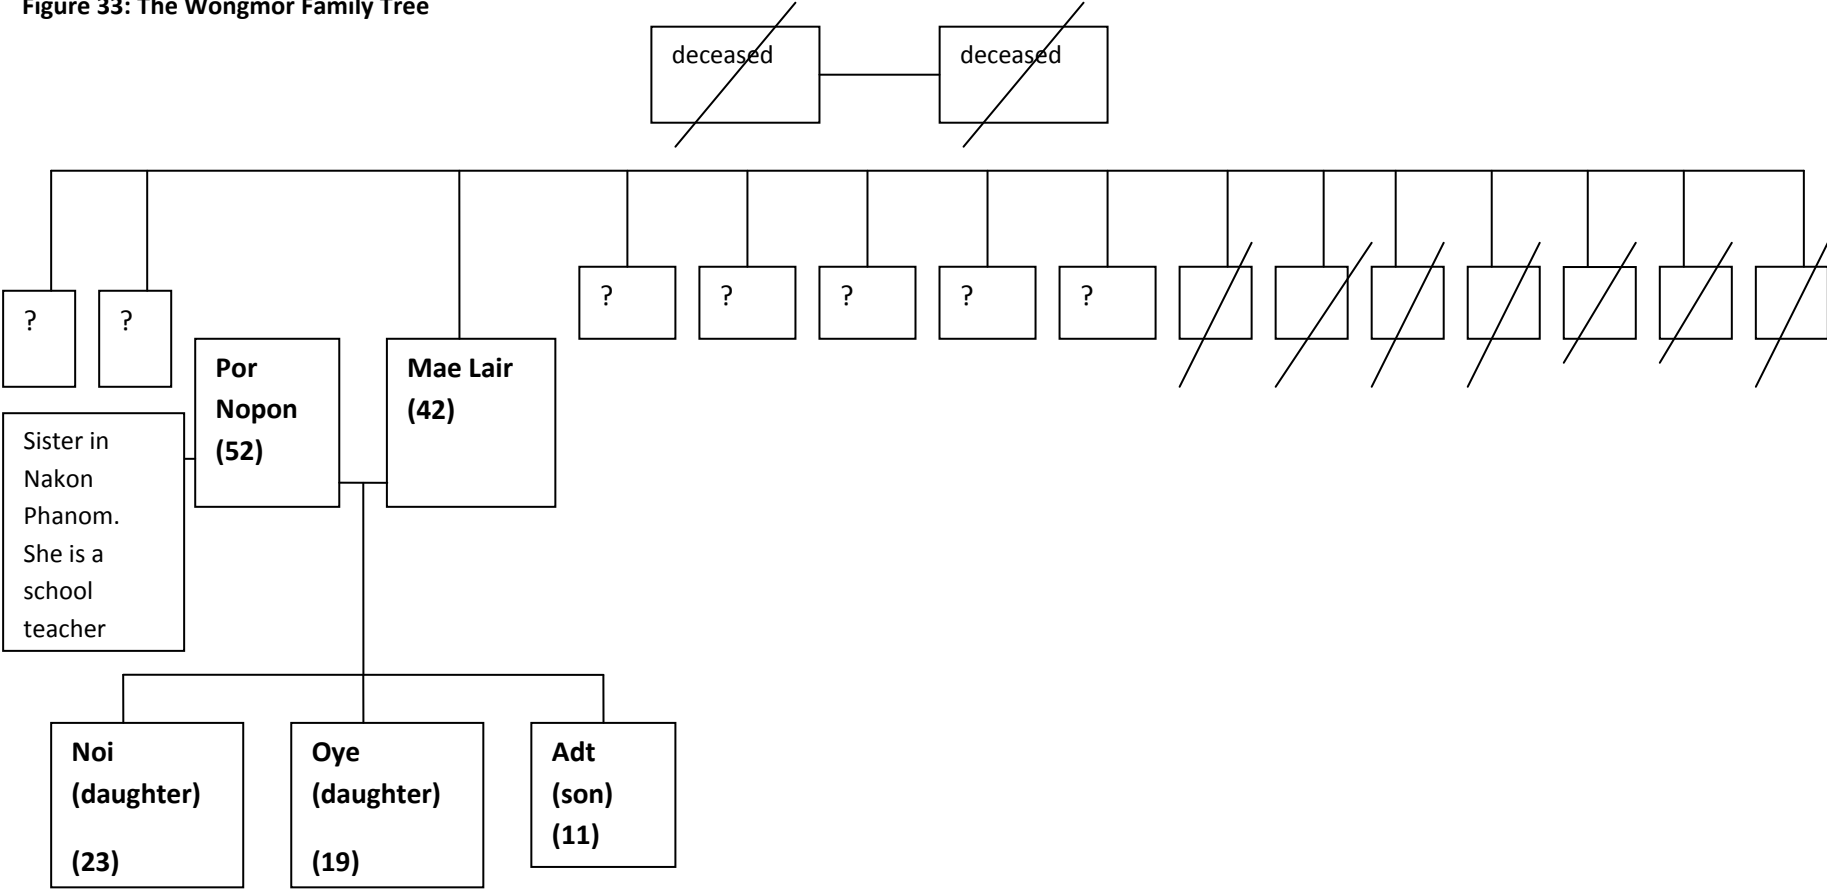 Figure 33: The Wongmor Family Tree
deceased
deceased
?
?
?
?
?
?
?
Por
Nopon
(52)
Mae Lair
(42)
Sister in
Nakon
Phanom.
She is a
school
teacher
Noi
(daughter)
(23)
Oye
(daughter)
(19)
Adt
(son)
(11)